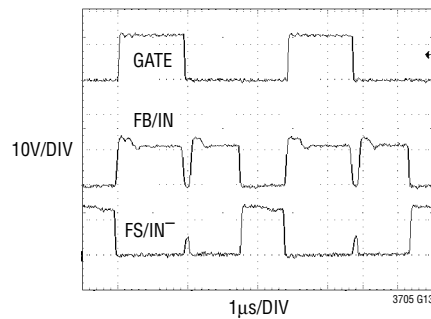 GATE
FB/IN
10V/DIV
FS/IN–
1µs/DIV
3705 G13